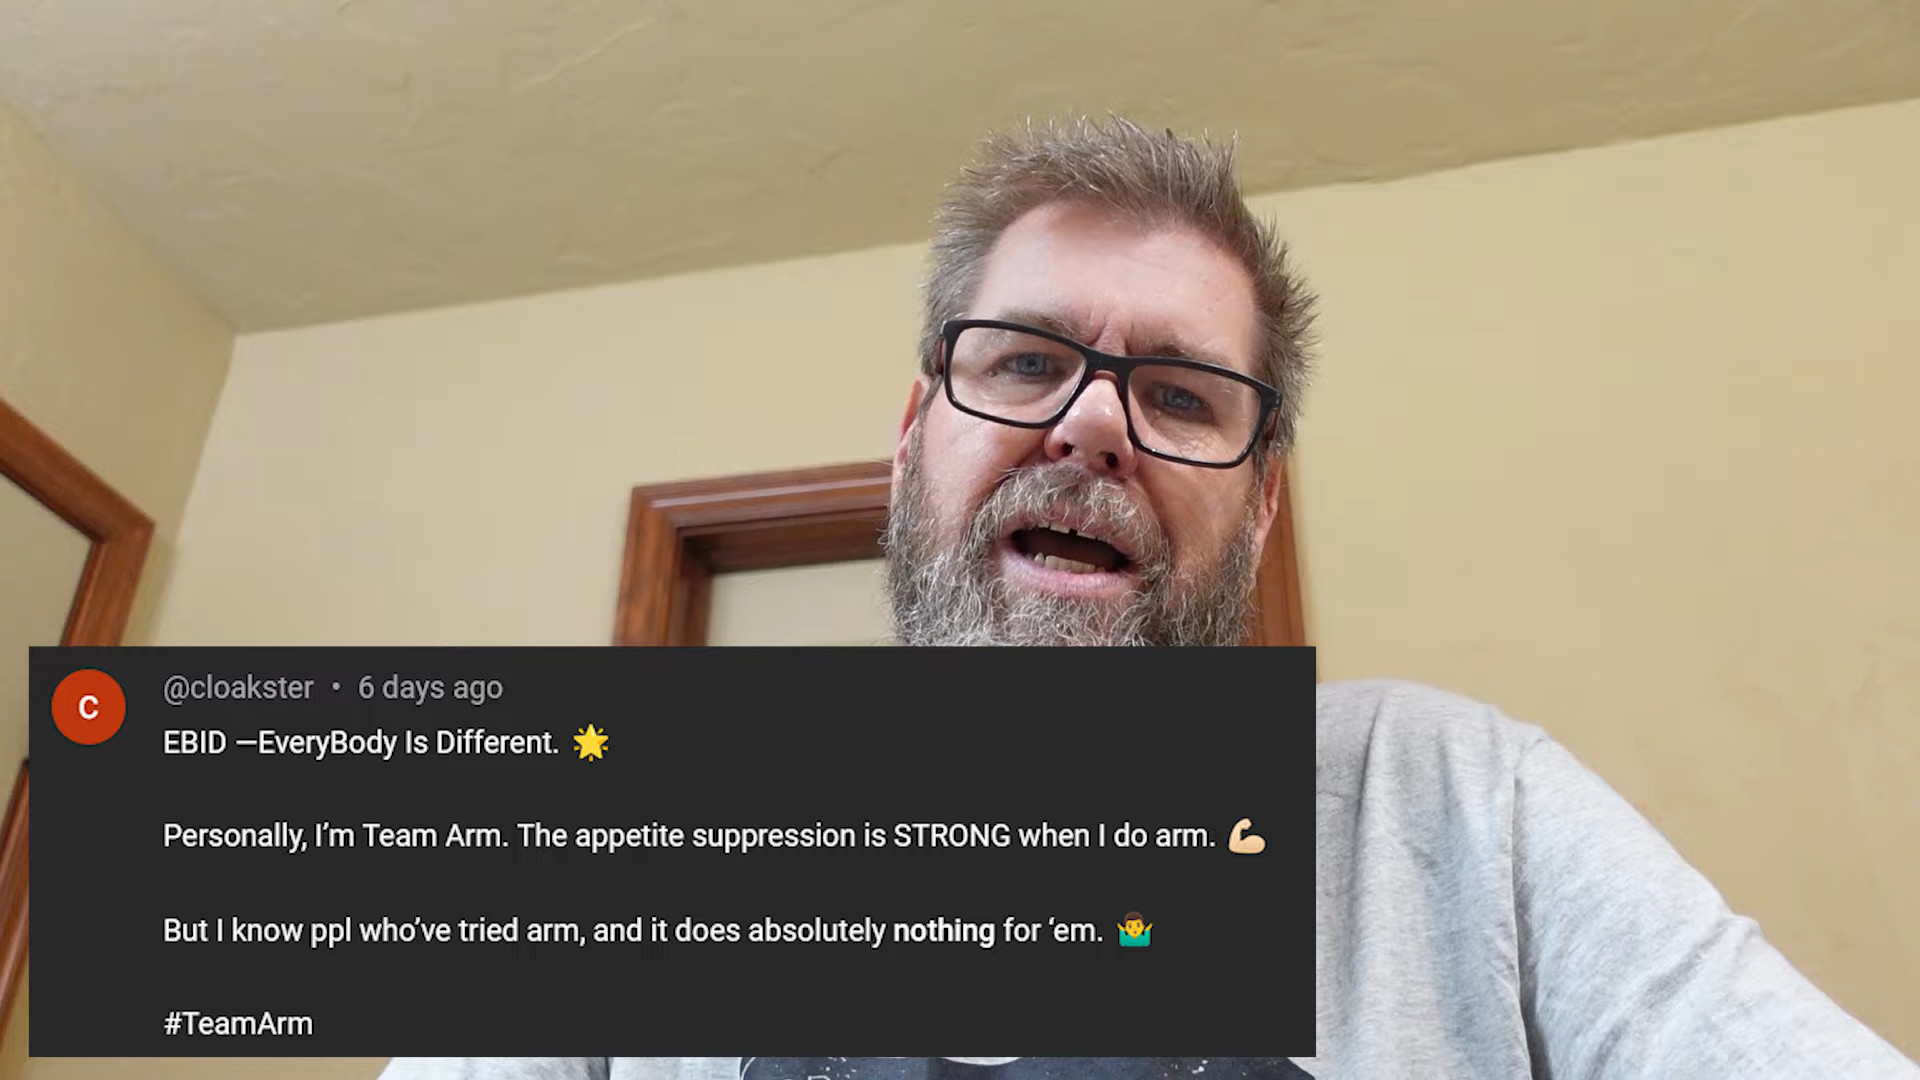 C
@cloakster • 6 days ago
EBID —EveryBody Is Different. 🌟
Personally, I’m Team Arm. The appetite suppression is STRONG when I do arm. 💪🏼
But I know ppl who’ve tried arm, and it does absolutely nothing for ‘em. 🤷‍♂️
#TeamArm